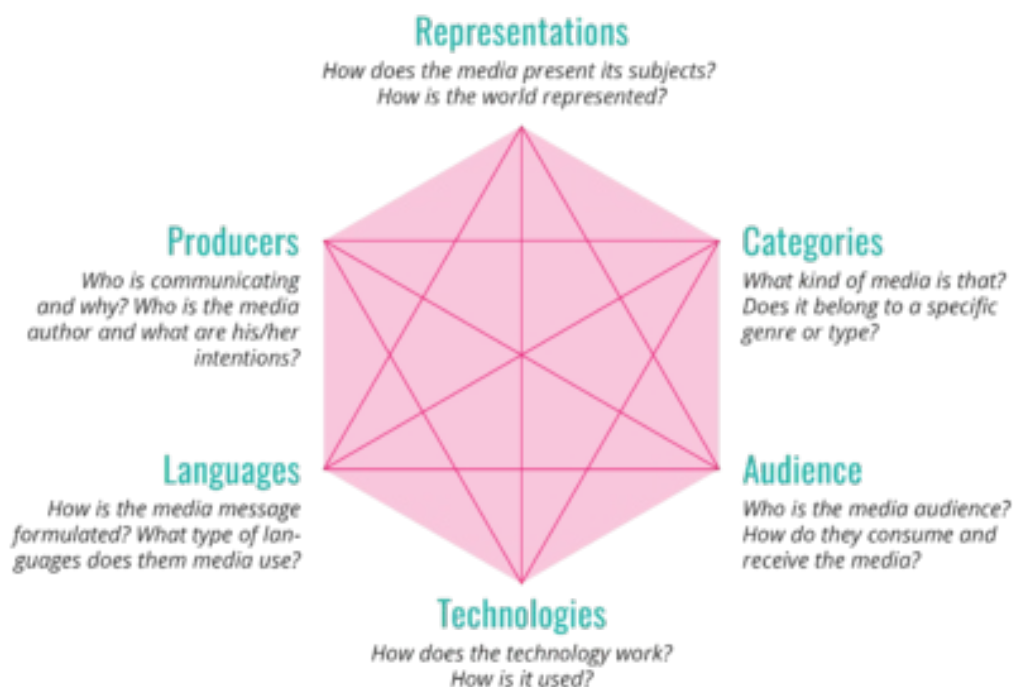 Representations
How does the media present its subjects?
How is the world represented?
Producers
Who is communicating
and why? Who is the media
author and what are his/her
intentions?
Categories
What kind of media is that?
Does it belong to a specific
genre or type?
Languages
How is the media message
formulated? What type of lan-
guages does them media use?
Audience
Who is the media audience?
How do they consume and
receive the media?
Technologies
How does the technology work?
How is it used?